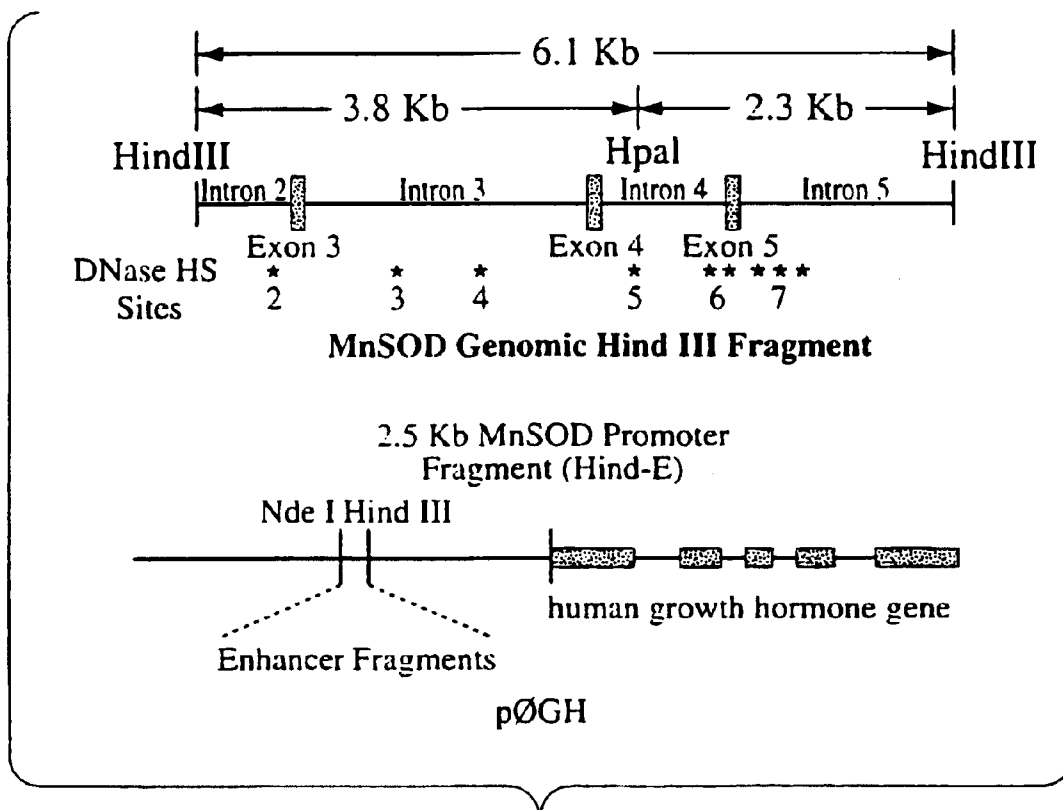 6.1 Kb
3.8 Kb 2.3 Kb
HindIII HpaI HindIII
Intron 2 Intron 3 Intron 4 Intron 5
Exon 3 Exon 4 Exon 5
DNase HS Sites
* * * * ** ***
2 3 4 5 6 7
MnSOD Genomic Hind III Fragment
2.5 Kb MnSOD Promoter
Fragment (Hind-E)
Nde I Hind III
human growth hormone gene
Enhancer Fragments
pØGH